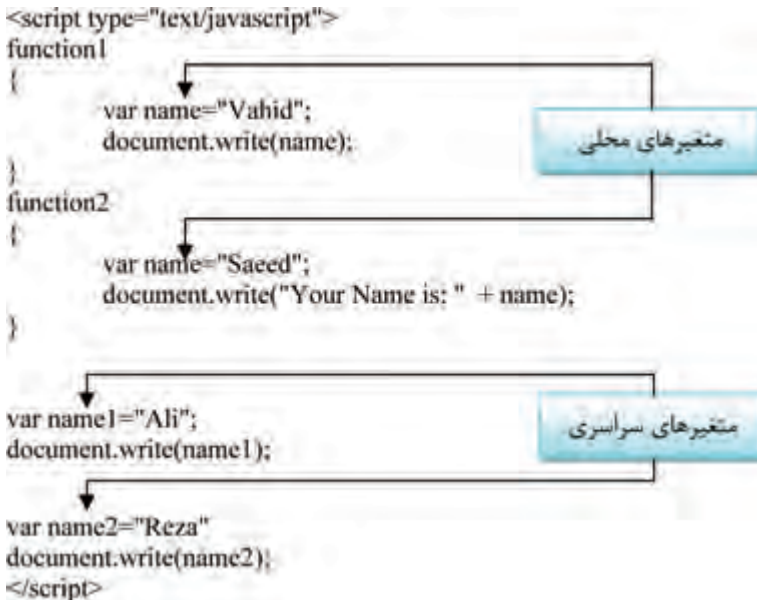 <script type="text/javascript">
function1
{
var name="Vahid";
document.write(name);
متغیرهای محلی
}
function2
{
var name="Saeed";
document.write("Your Name is: " + name);
}
var name1="Ali";
متغیرهای سراسری
document.write(name1);
var name2="Reza"
document.write(name2);
</script>